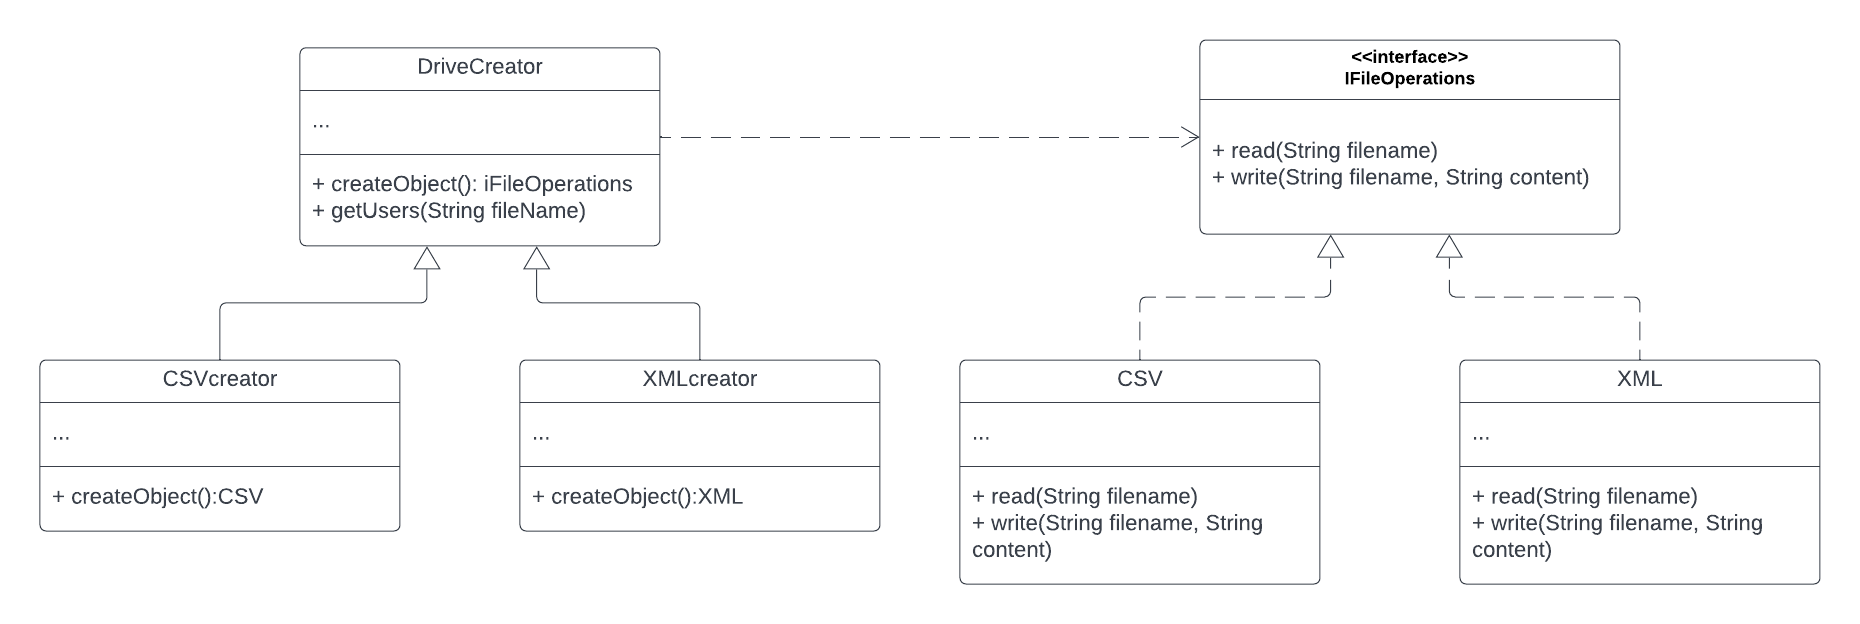 DriveCreator
...
+ createObject(): iFileOperations
+ getUsers(String fileName)
<<interface>>
IFileOperations
+ read(String filename)
+ write(String filename, String content)
CSVcreator
...
+ createObject():CSV
XMLcreator
...
+ createObject():XML
CSV
...
+ read(String filename)
+ write(String filename, String
content)
XML
...
+ read(String filename)
+ write(String filename, String
content)